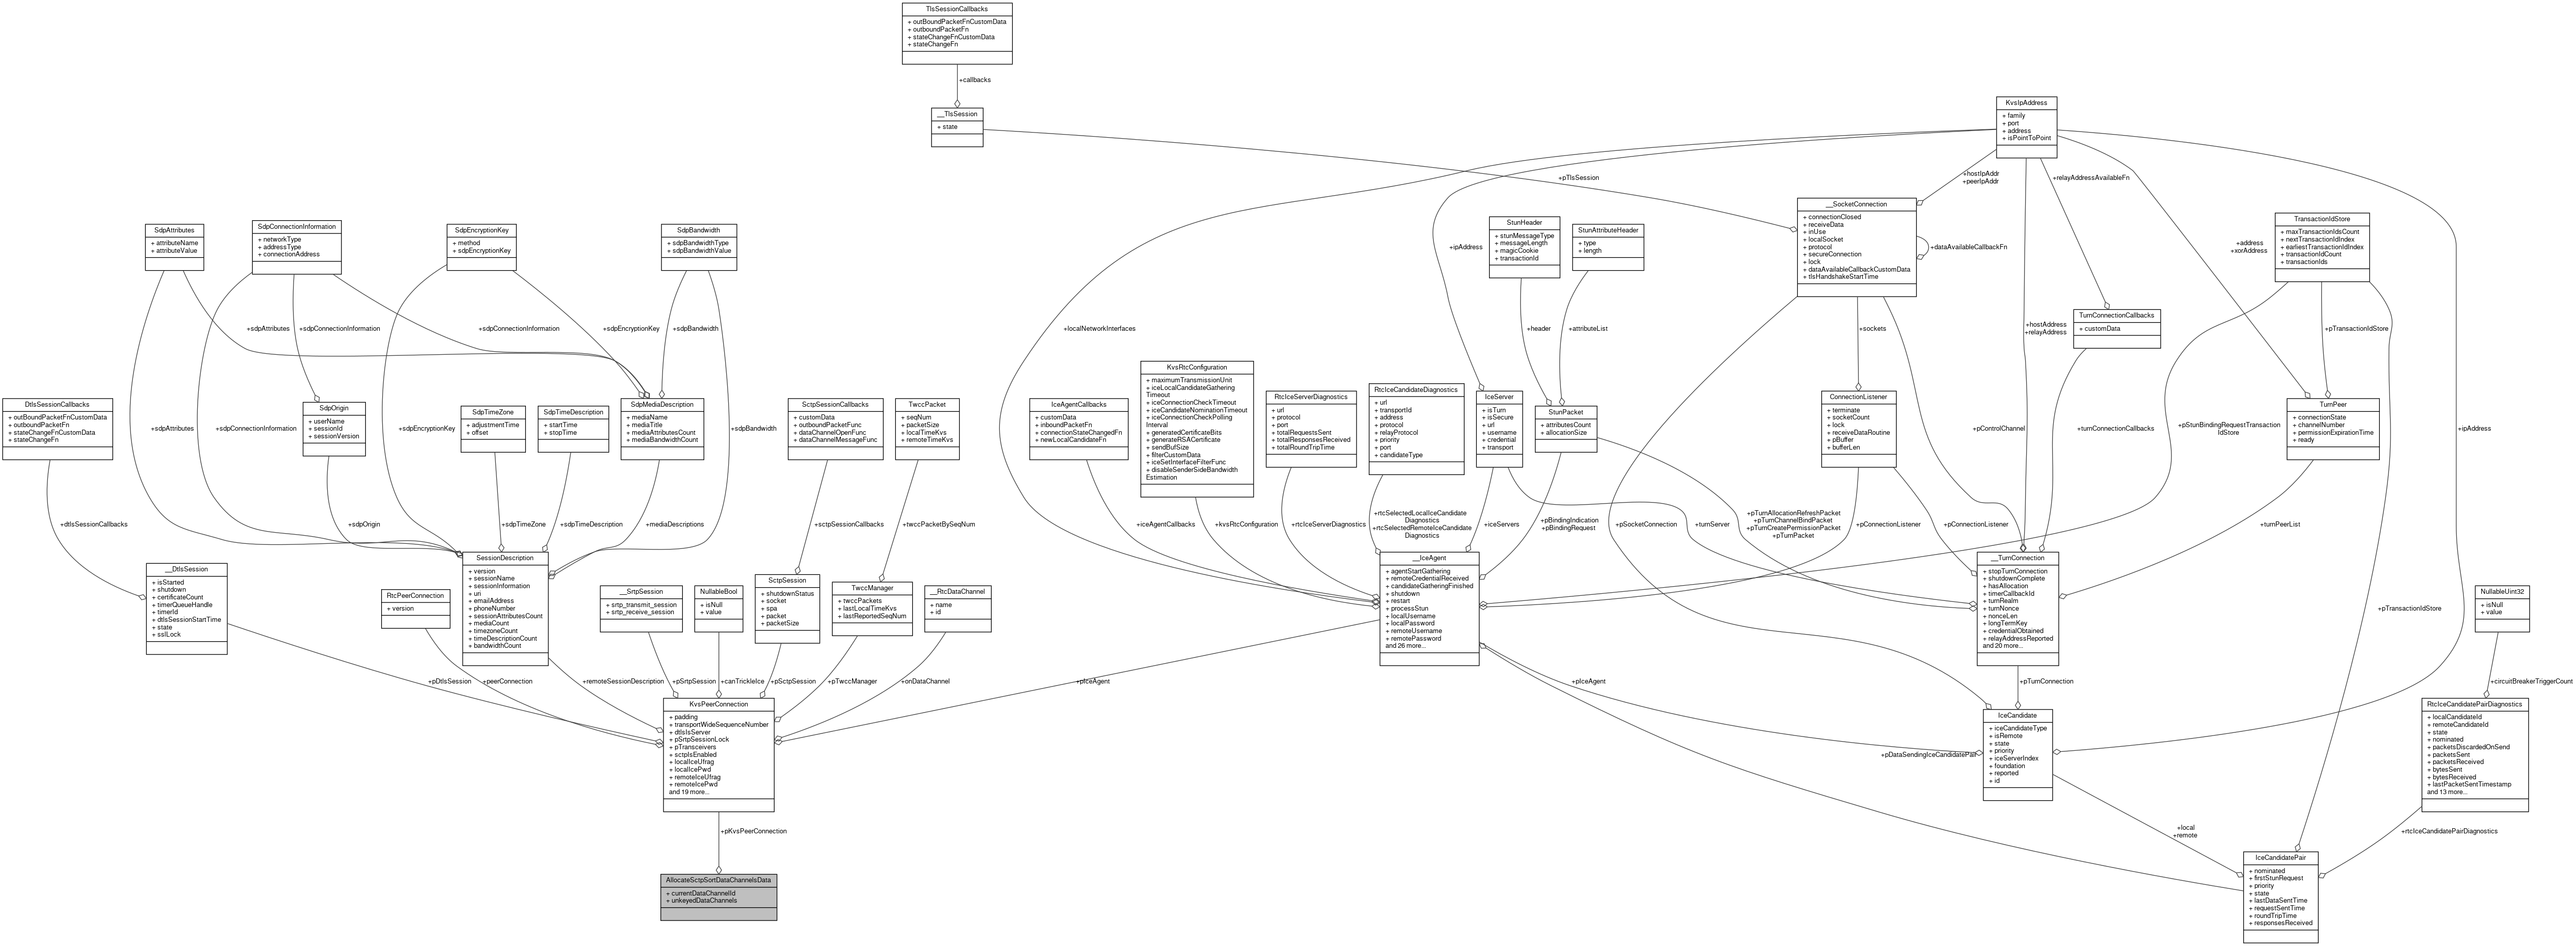 TlsSessionCallbacks
+ outBoundPacketFnCustomData
+ outboundPacketFn
+ stateChangeFnCustomData
+ stateChangeFn
+callbacks
__TlsSession
+ state
KvsIpAddress
+ family
+ port
+ address
+ isPointToPoint
+pTlsSession
+hostIpAddr
+peerIpAddr
+relayAddressAvailableFn
__SocketConnection
+ connectionClosed
+ receiveData
+ inUse
+ localSocket
+ protocol
+ secureConnection
+ lock
+ dataAvailableCallbackCustomData
+ tlsHandshakeStartTime
+dataAvailableCallbackFn
+ipAddress
+address
+xorAddress
TransactionIdStore
+ maxTransactionIdsCount
+ nextTransactionIdIndex
+ earliestTransactionIdIndex
+ transactionIdCount
+ transactionIds
StunHeader
+ stunMessageType
+ messageLength
+ magicCookie
+ transactionId
StunAttributeHeader
+ type
+ length
SdpAttributes
+ attributeName
+ attributeValue
SdpConnectionInformation
+ networkType
+ addressType
+ connectionAddress
SdpEncryptionKey
+ method
+ sdpEncryptionKey
SdpBandwidth
+ sdpBandwidthType
+ sdpBandwidthValue
+sdpAttributes
+sdpConnectionInformation
+sdpConnectionInformation
+sdpEncryptionKey
+sdpBandwidth
+localNetworkInterfaces
+header
+attributeList
+sockets
+hostAddress
+relayAddress
TurnConnectionCallbacks
+ customData
+pTransactionIdStore
DtlsSessionCallbacks
+ outBoundPacketFnCustomData
+ outboundPacketFn
+ stateChangeFnCustomData
+ stateChangeFn
+sdpAttributes
+sdpConnectionInformation
SdpOrigin
+ userName
+ sessionId
+ sessionVersion
+sdpEncryptionKey
SdpTimeZone
+ adjustmentTime
+ offset
SdpTimeDescription
+ startTime
+ stopTime
SdpMediaDescription
+ mediaName
+ mediaTitle
+ mediaAttributesCount
+ mediaBandwidthCount
+sdpBandwidth
SctpSessionCallbacks
+ customData
+ outboundPacketFunc
+ dataChannelOpenFunc
+ dataChannelMessageFunc
TwccPacket
+ seqNum
+ packetSize
+ localTimeKvs
+ remoteTimeKvs
IceAgentCallbacks
+ customData
+ inboundPacketFn
+ connectionStateChangedFn
+ newLocalCandidateFn
KvsRtcConfiguration
+ maximumTransmissionUnit
+ iceLocalCandidateGathering
Timeout
+ iceConnectionCheckTimeout
+ iceCandidateNominationTimeout
+ iceConnectionCheckPolling
Interval
+ generatedCertificateBits
+ generateRSACertificate
+ sendBufSize
+ filterCustomData
+ iceSetInterfaceFilterFunc
+ disableSenderSideBandwidth
Estimation
RtcIceServerDiagnostics
+ url
+ protocol
+ port
+ totalRequestsSent
+ totalResponsesReceived
+ totalRoundTripTime
RtcIceCandidateDiagnostics
+ url
+ transportId
+ address
+ protocol
+ relayProtocol
+ priority
+ port
+ candidateType
IceServer
+ isTurn
+ isSecure
+ url
+ username
+ credential
+ transport
StunPacket
+ attributesCount
+ allocationSize
ConnectionListener
+ terminate
+ socketCount
+ lock
+ receiveDataRoutine
+ pBuffer
+ bufferLen
+pControlChannel
+turnConnectionCallbacks
+pStunBindingRequestTransaction
IdStore
TurnPeer
+ connectionState
+ channelNumber
+ permissionExpirationTime
+ ready
+ipAddress
+dtlsSessionCallbacks
+sdpOrigin
+sdpTimeZone
+sdpTimeDescription
+mediaDescriptions
+sctpSessionCallbacks
+twccPacketBySeqNum
+iceAgentCallbacks
+kvsRtcConfiguration
+rtcIceServerDiagnostics
+rtcSelectedLocalIceCandidate
Diagnostics
+rtcSelectedRemoteIceCandidate
Diagnostics
+iceServers
+pBindingIndication
+pBindingRequest
+pSocketConnection
+turnServer
+pTurnAllocationRefreshPacket
+pTurnChannelBindPacket
+pTurnCreatePermissionPacket
+pTurnPacket
+pConnectionListener
+pConnectionListener
+turnPeerList
__DtlsSession
+ isStarted
+ shutdown
+ certificateCount
+ timerQueueHandle
+ timerId
+ dtlsSessionStartTime
+ state
+ sslLock
RtcPeerConnection
+ version
SessionDescription
+ version
+ sessionName
+ sessionInformation
+ uri
+ emailAddress
+ phoneNumber
+ sessionAttributesCount
+ mediaCount
+ timezoneCount
+ timeDescriptionCount
+ bandwidthCount
__SrtpSession
+ srtp_transmit_session
+ srtp_receive_session
NullableBool
+ isNull
+ value
SctpSession
+ shutdownStatus
+ socket
+ spa
+ packet
+ packetSize
TwccManager
+ twccPackets
+ lastLocalTimeKvs
+ lastReportedSeqNum
__RtcDataChannel
+ name
+ id
__IceAgent
+ agentStartGathering
+ remoteCredentialReceived
+ candidateGatheringFinished
+ shutdown
+ restart
+ processStun
+ localUsername
+ localPassword
+ remoteUsername
+ remotePassword
and 26 more...
__TurnConnection
+ stopTurnConnection
+ shutdownComplete
+ hasAllocation
+ timerCallbackId
+ turnRealm
+ turnNonce
+ nonceLen
+ longTermKey
+ credentialObtained
+ relayAddressReported
and 20 more...
+pTransactionIdStore
NullableUint32
+ isNull
+ value
+pDtlsSession
+peerConnection
+remoteSessionDescription
+pSrtpSession
+canTrickleIce
+pSctpSession
+pTwccManager
+onDataChannel
+pIceAgent
+pIceAgent
+pTurnConnection
+circuitBreakerTriggerCount
KvsPeerConnection
+ padding
+ transportWideSequenceNumber
+ dtlsIsServer
+ pSrtpSessionLock
+ pTransceivers
+ sctpIsEnabled
+ localIceUfrag
+ localIcePwd
+ remoteIceUfrag
+ remoteIcePwd
and 19 more...
+pDataSendingIceCandidatePair
IceCandidate
+ iceCandidateType
+ isRemote
+ state
+ priority
+ iceServerIndex
+ foundation
+ reported
+ id
RtcIceCandidatePairDiagnostics
+ localCandidateId
+ remoteCandidateId
+ state
+ nominated
+ packetsDiscardedOnSend
+ packetsSent
+ packetsReceived
+ bytesSent
+ bytesReceived
+ lastPacketSentTimestamp
and 13 more...
+pKvsPeerConnection
+local
+remote
+rtcIceCandidatePairDiagnostics
AllocateSctpSortDataChannelsData
+ currentDataChannelId
+ unkeyedDataChannels
IceCandidatePair
+ nominated
+ firstStunRequest
+ priority
+ state
+ lastDataSentTime
+ requestSentTime
+ roundTripTime
+ responsesReceived